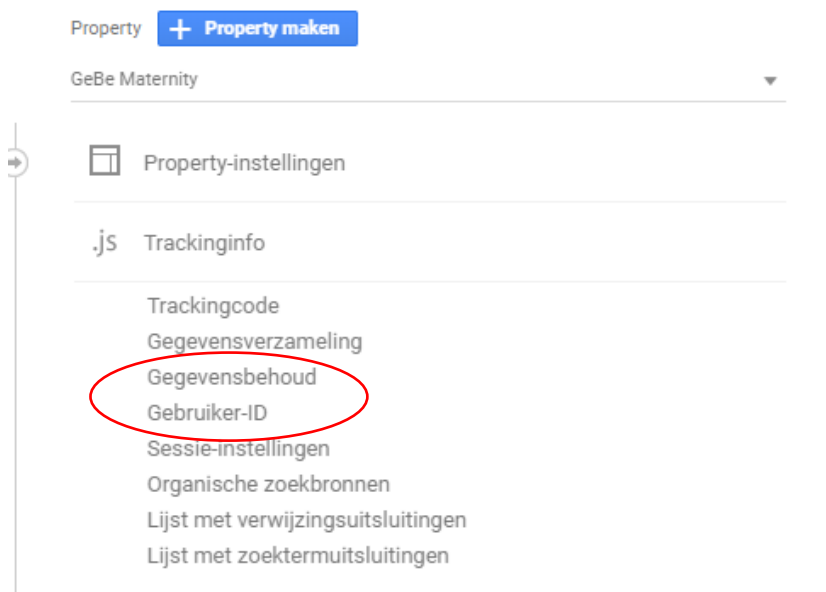 Property + Property maken
GeBe Maternity
Property-instellingen
.js Trackinginfo
Trackingcode
Gegevensverzameling
Gegevensbehoud
Gebruiker-ID
Sessie-instellingen
Organische zoekbronnen
Lijst met verwijzingsuitsluitingen
Lijst met zoektermuitsluitingen